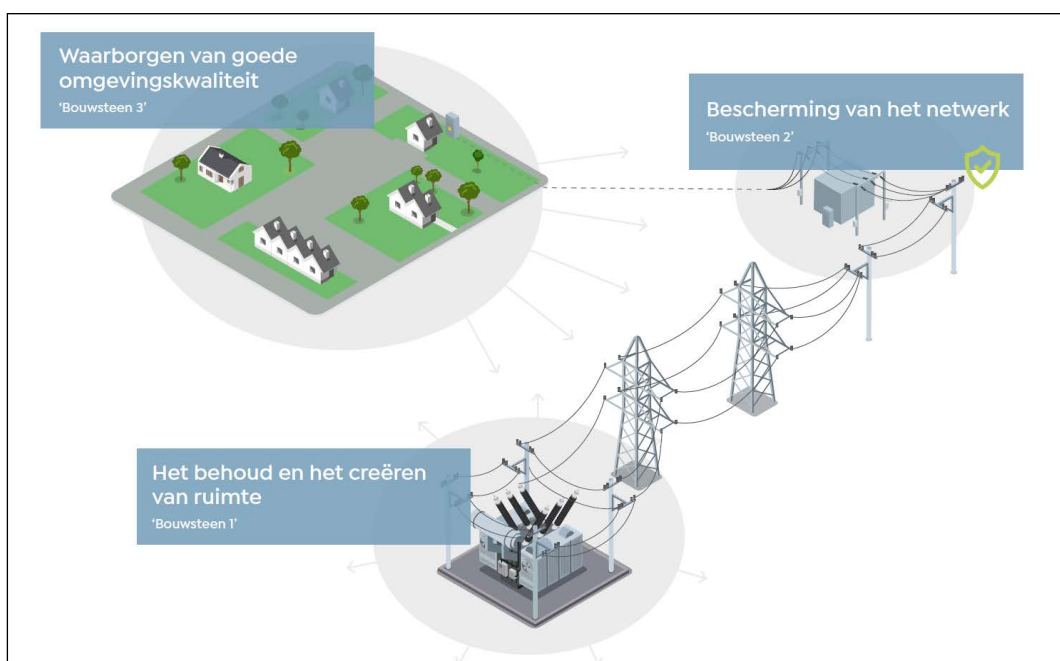 Waarborgen van goede
omgevingskwaliteit
'Bouwsteen 3'
Bescherming van het netwerk
'Bouwsteen 2'
Het behoud en het creëren
van ruimte
'Bouwsteen 1'